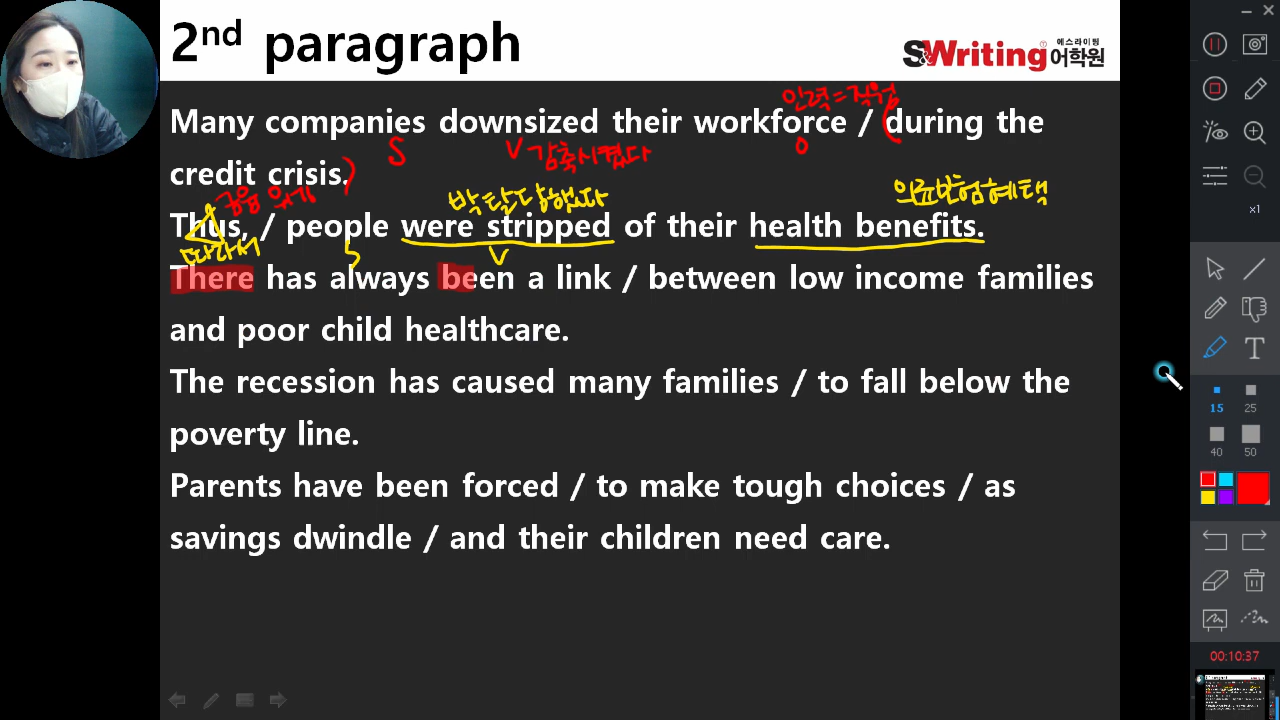 2nd paragraph
에스라이팅
S&Writing 어학원
인력=직원
Many companies downsized their workforce / (during the
S V 감축시켰다 O
credit crisis.)
금융 위기 박탈당했다 의료보험혜택
Thus, / people were stripped of their health benefits.
따라서 S V
There has always been a link / between low income families
and poor child healthcare.
The recession has caused many families / to fall below the
poverty line.
Parents have been forced / to make tough choices / as
savings dwindle / and their children need care.
x1
T
15 25
40 50
00:10:37